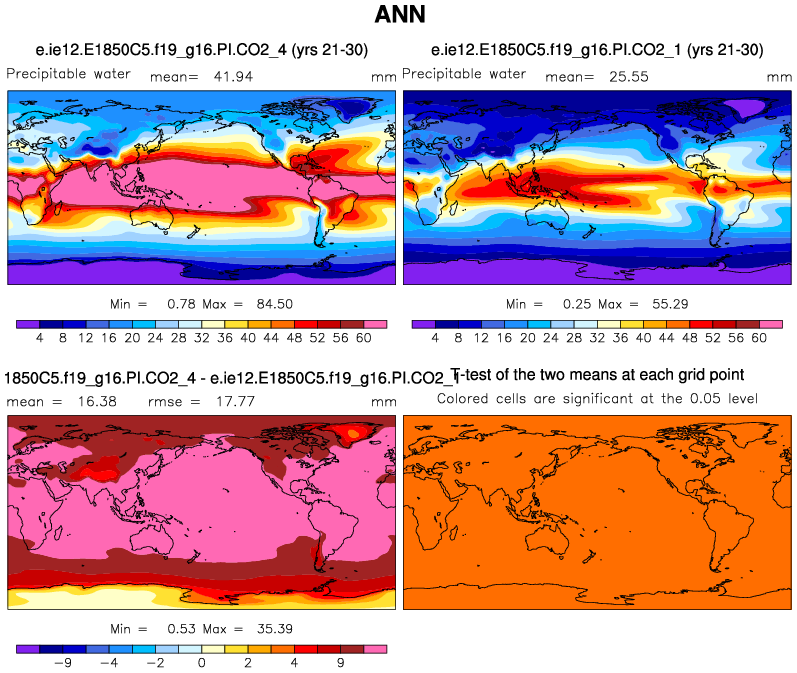 ANN
e.ie12.E1850C5.f19_g16.PI.CO2_4 (yrs 21-30)
Precipitable water mean= 41.94 mm
Min = 0.78 Max = 84.50
4 8 12 16 20 24 28 32 36 40 44 48 52 56 60
e.ie12.E1850C5.f19_g16.PI.CO2_1 (yrs 21-30)
Precipitable water mean= 25.55 mm
Min = 0.25 Max = 55.29
4 8 12 16 20 24 28 32 36 40 44 48 52 56 60
1850C5.f19_g16.PI.CO2_4 - e.ie12.E1850C5.f19_g16.PI.CO2_1
mean = 16.38 rmse = 17.77 mm
Min = 0.53 Max = 35.39
-9 -4 -2 0 2 4 9
T-test of the two means at each grid point
Colored cells are significant at the 0.05 level